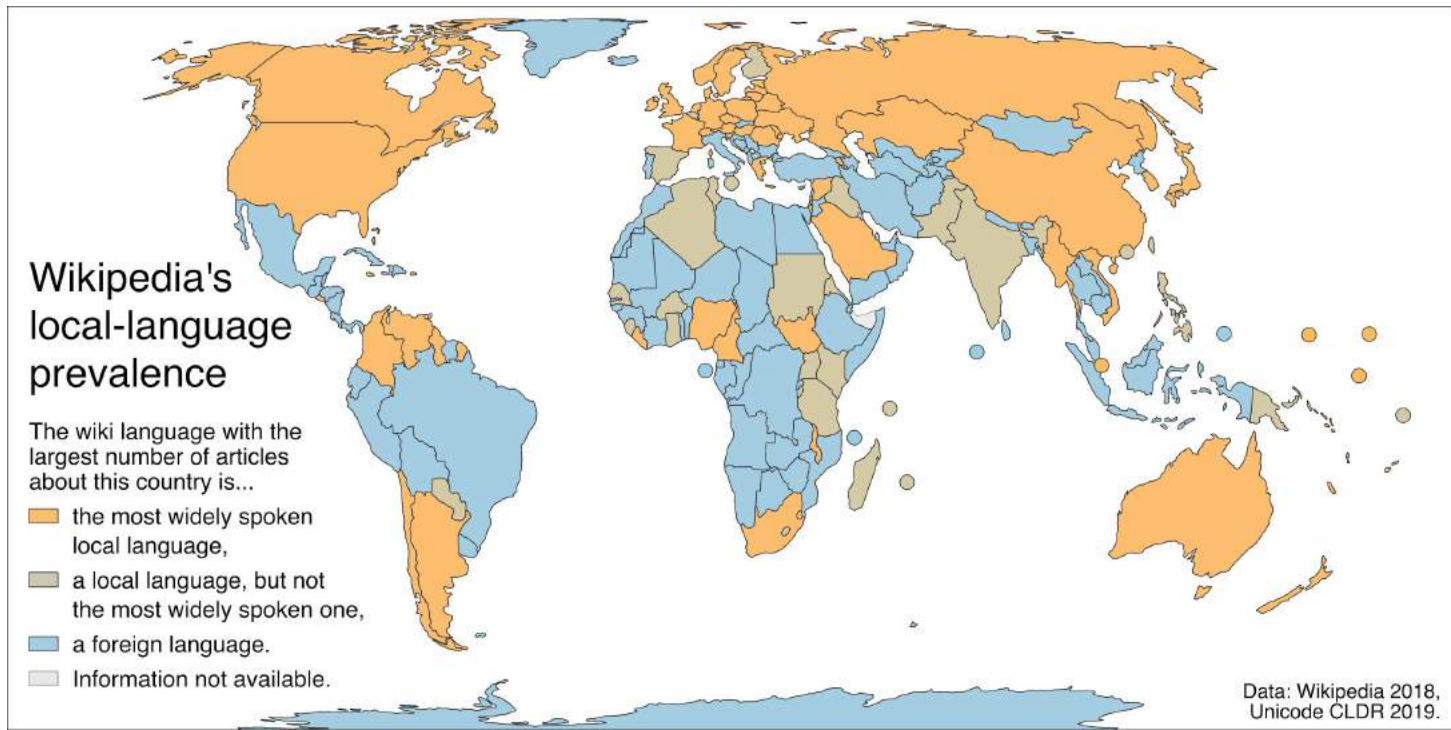 Wikipedia's
local-language
prevalence
The wiki language with the
largest number of articles
about this country is...
the most widely spoken
local language,
a local language, but not
the most widely spoken one,
a foreign language.
Information not available.
Data: Wikipedia 2018,
Unicode CLDR 2019.